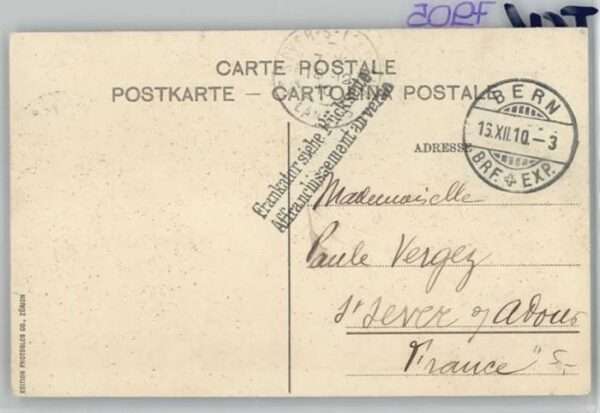 CARTE POSTALE
POSTKARTE – CARTOLINA POSTALE
BERN
16.XII.10.–3
BRF. EXP.
Frankatur siehe Rückseite
Affranchissement au verso
ADRESSE
Mademoiselle
Paule Vergez
St Sever s/ Adour
France
EDITION PHOTOGLOB CO., ZÜRICH